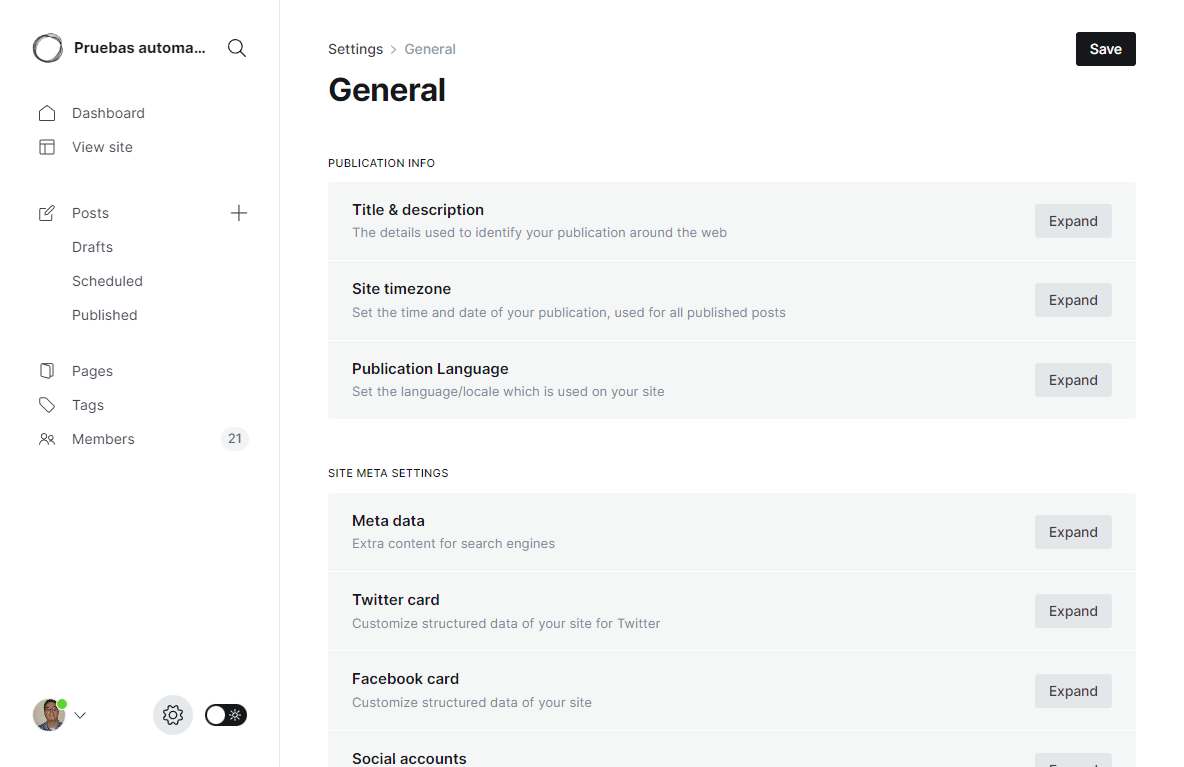 Pruebas automa...
Dashboard
View site
Posts
Drafts
Scheduled
Published
Pages
Tags
Members 21
Settings > General
Save
General
PUBLICATION INFO
Title & description
The details used to identify your publication around the web
Expand
Site timezone
Set the time and date of your publication, used for all published posts
Expand
Publication Language
Set the language/locale which is used on your site
Expand
SITE META SETTINGS
Meta data
Extra content for search engines
Expand
Twitter card
Customize structured data of your site for Twitter
Expand
Facebook card
Customize structured data of your site
Expand
Social accounts
Expand